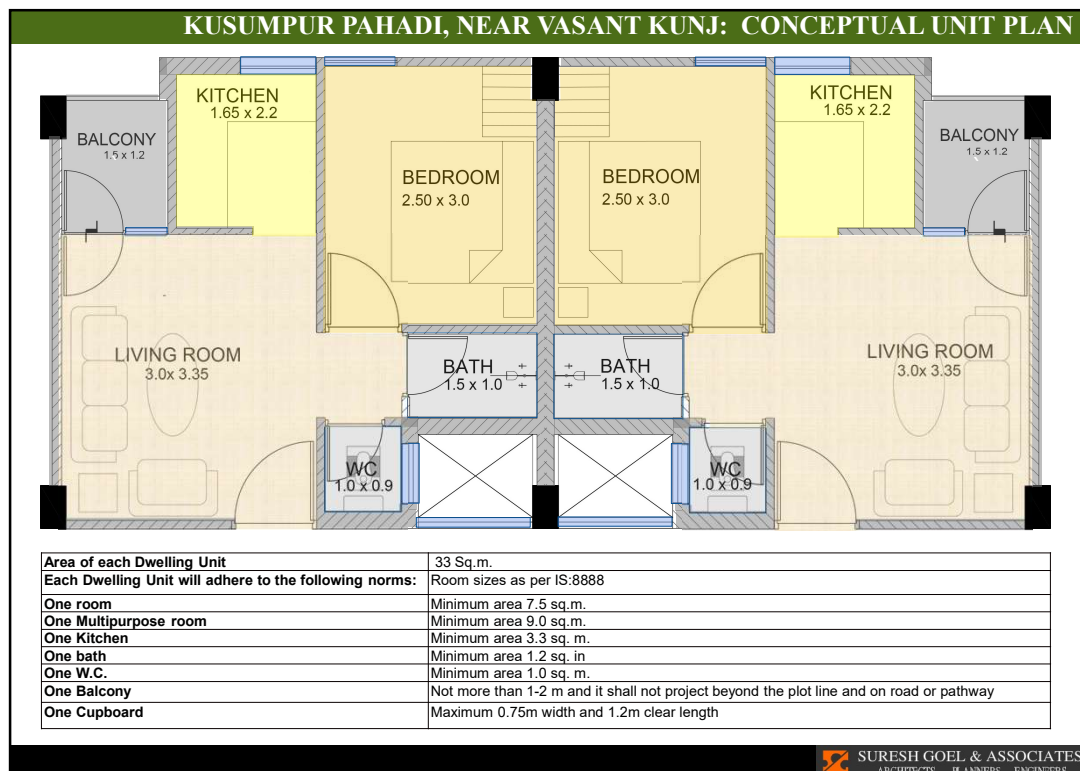 KUSUMPUR PAHADI, NEAR VASANT KUNJ: CONCEPTUAL UNIT PLAN
KITCHEN
1.65 x 2.2
KITCHEN
1.65 x 2.2
BALCONY
1.5 x 1.2
BALCONY
1.5 x 1.2
BEDROOM
2.50 x 3.0
BEDROOM
2.50 x 3.0
LIVING ROOM
3.0x 3.35
BATH
1.5 x 1.0
BATH
1.5 x 1.0
LIVING ROOM
3.0x 3.35
WC
1.0 x 0.9
WC
1.0 x 0.9
Area of each Dwelling Unit 33 Sq.m.
Each Dwelling Unit will adhere to the following norms: Room sizes as per IS:8888
One room Minimum area 7.5 sq.m.
One Multipurpose room Minimum area 9.0 sq.m.
One Kitchen Minimum area 3.3 sq. m.
One bath Minimum area 1.2 sq. in
One W.C. Minimum area 1.0 sq. m.
One Balcony Not more than 1-2 m and it shall not project beyond the plot line and on road or pathway
One Cupboard Maximum 0.75m width and 1.2m clear length
SURESH GOEL & ASSOCIATES
ARCHITECTS PLANNERS ENGINEERS